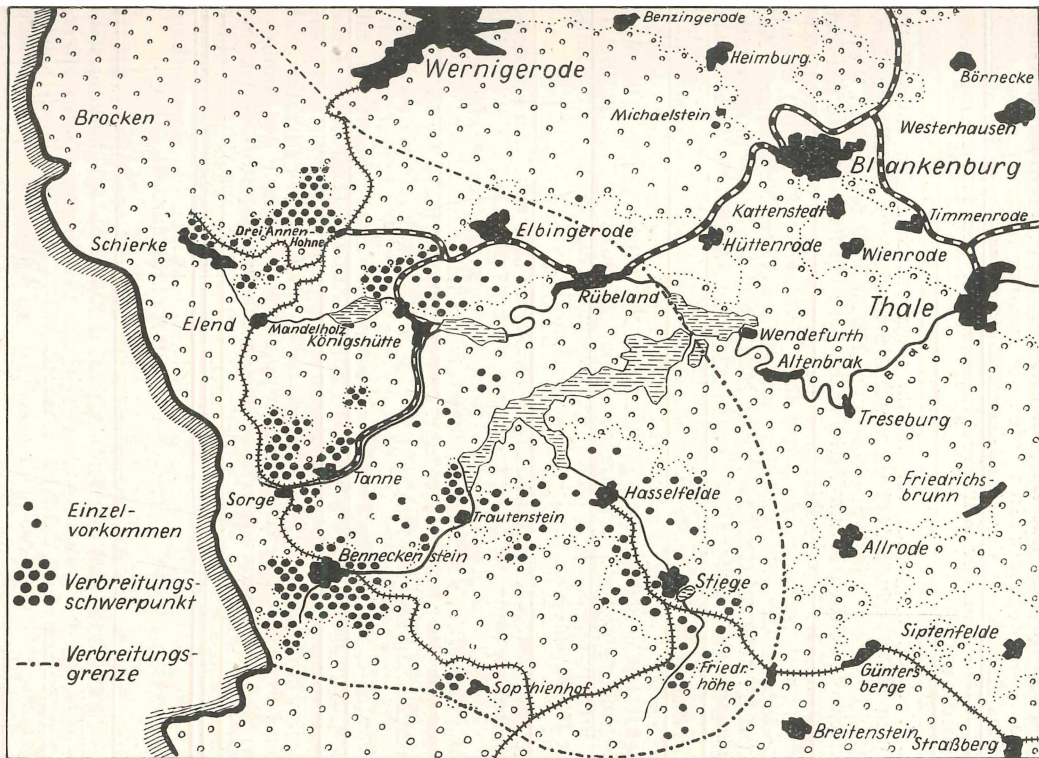 Benzingerode
Wernigerode
Heimburg
Börnecke
Brocken
Michaelstein
Westerhausen
Blankenburg
Kattenstedt
Timmenrode
Drei Annen
Hohne
Schierke
Elbingerode
Hüttenrode
Wienrode
Rübeland
Thale
Elend
Mandelholz
Königshütte
Wendefurth
Altenbrak
Bode
Treseburg
Tanne
Sorge
Hasselfelde
Friedrichs-
brunn
Einzel-
vorkommen
Trautenstein
Allrode
Benneckenstein
Stiege
Verbreitungs-
schwerpunkt
Siptenfelde
Verbreitungs-
grenze
Sophienhof
Friedr.
höhe
Günters
berge
Breitenstein
Straßberg